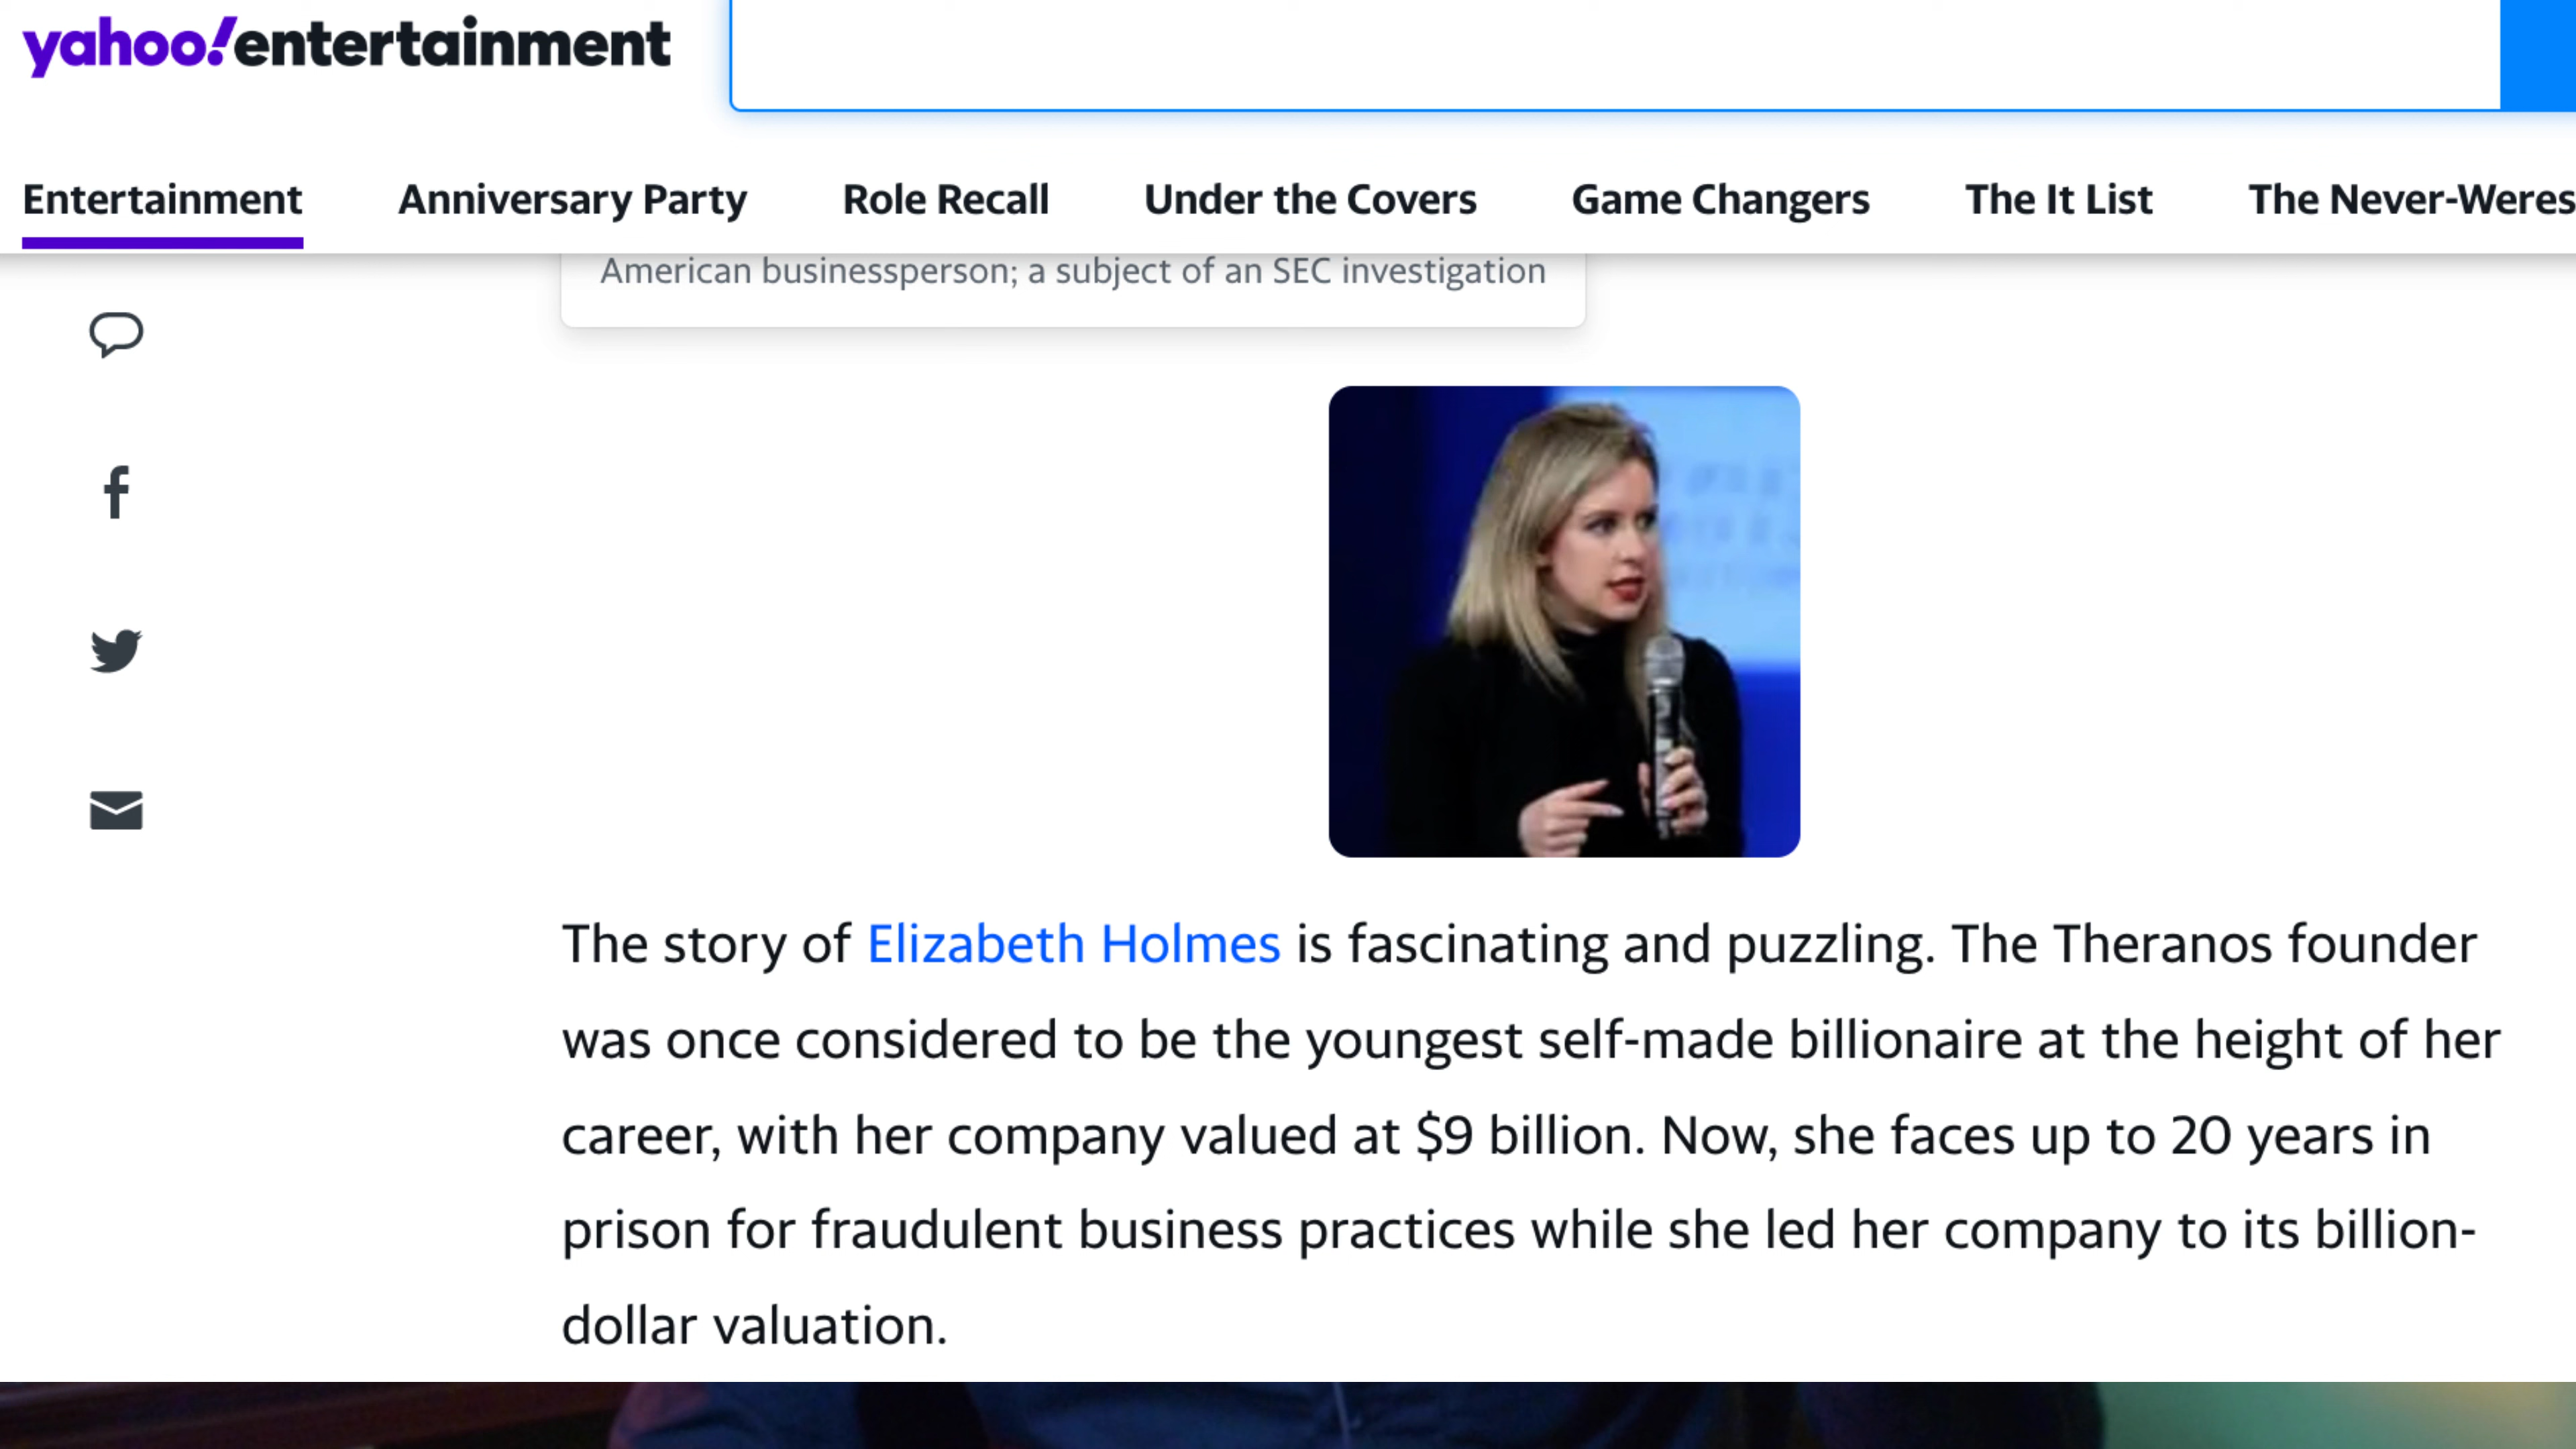 yahoo!entertainment
Entertainment Anniversary Party Role Recall Under the Covers Game Changers The It List The Never-Weres
American businessperson; a subject of an SEC investigation
The story of Elizabeth Holmes is fascinating and puzzling. The Theranos founder
was once considered to be the youngest self-made billionaire at the height of her
career, with her company valued at $9 billion. Now, she faces up to 20 years in
prison for fraudulent business practices while she led her company to its billion-
dollar valuation.